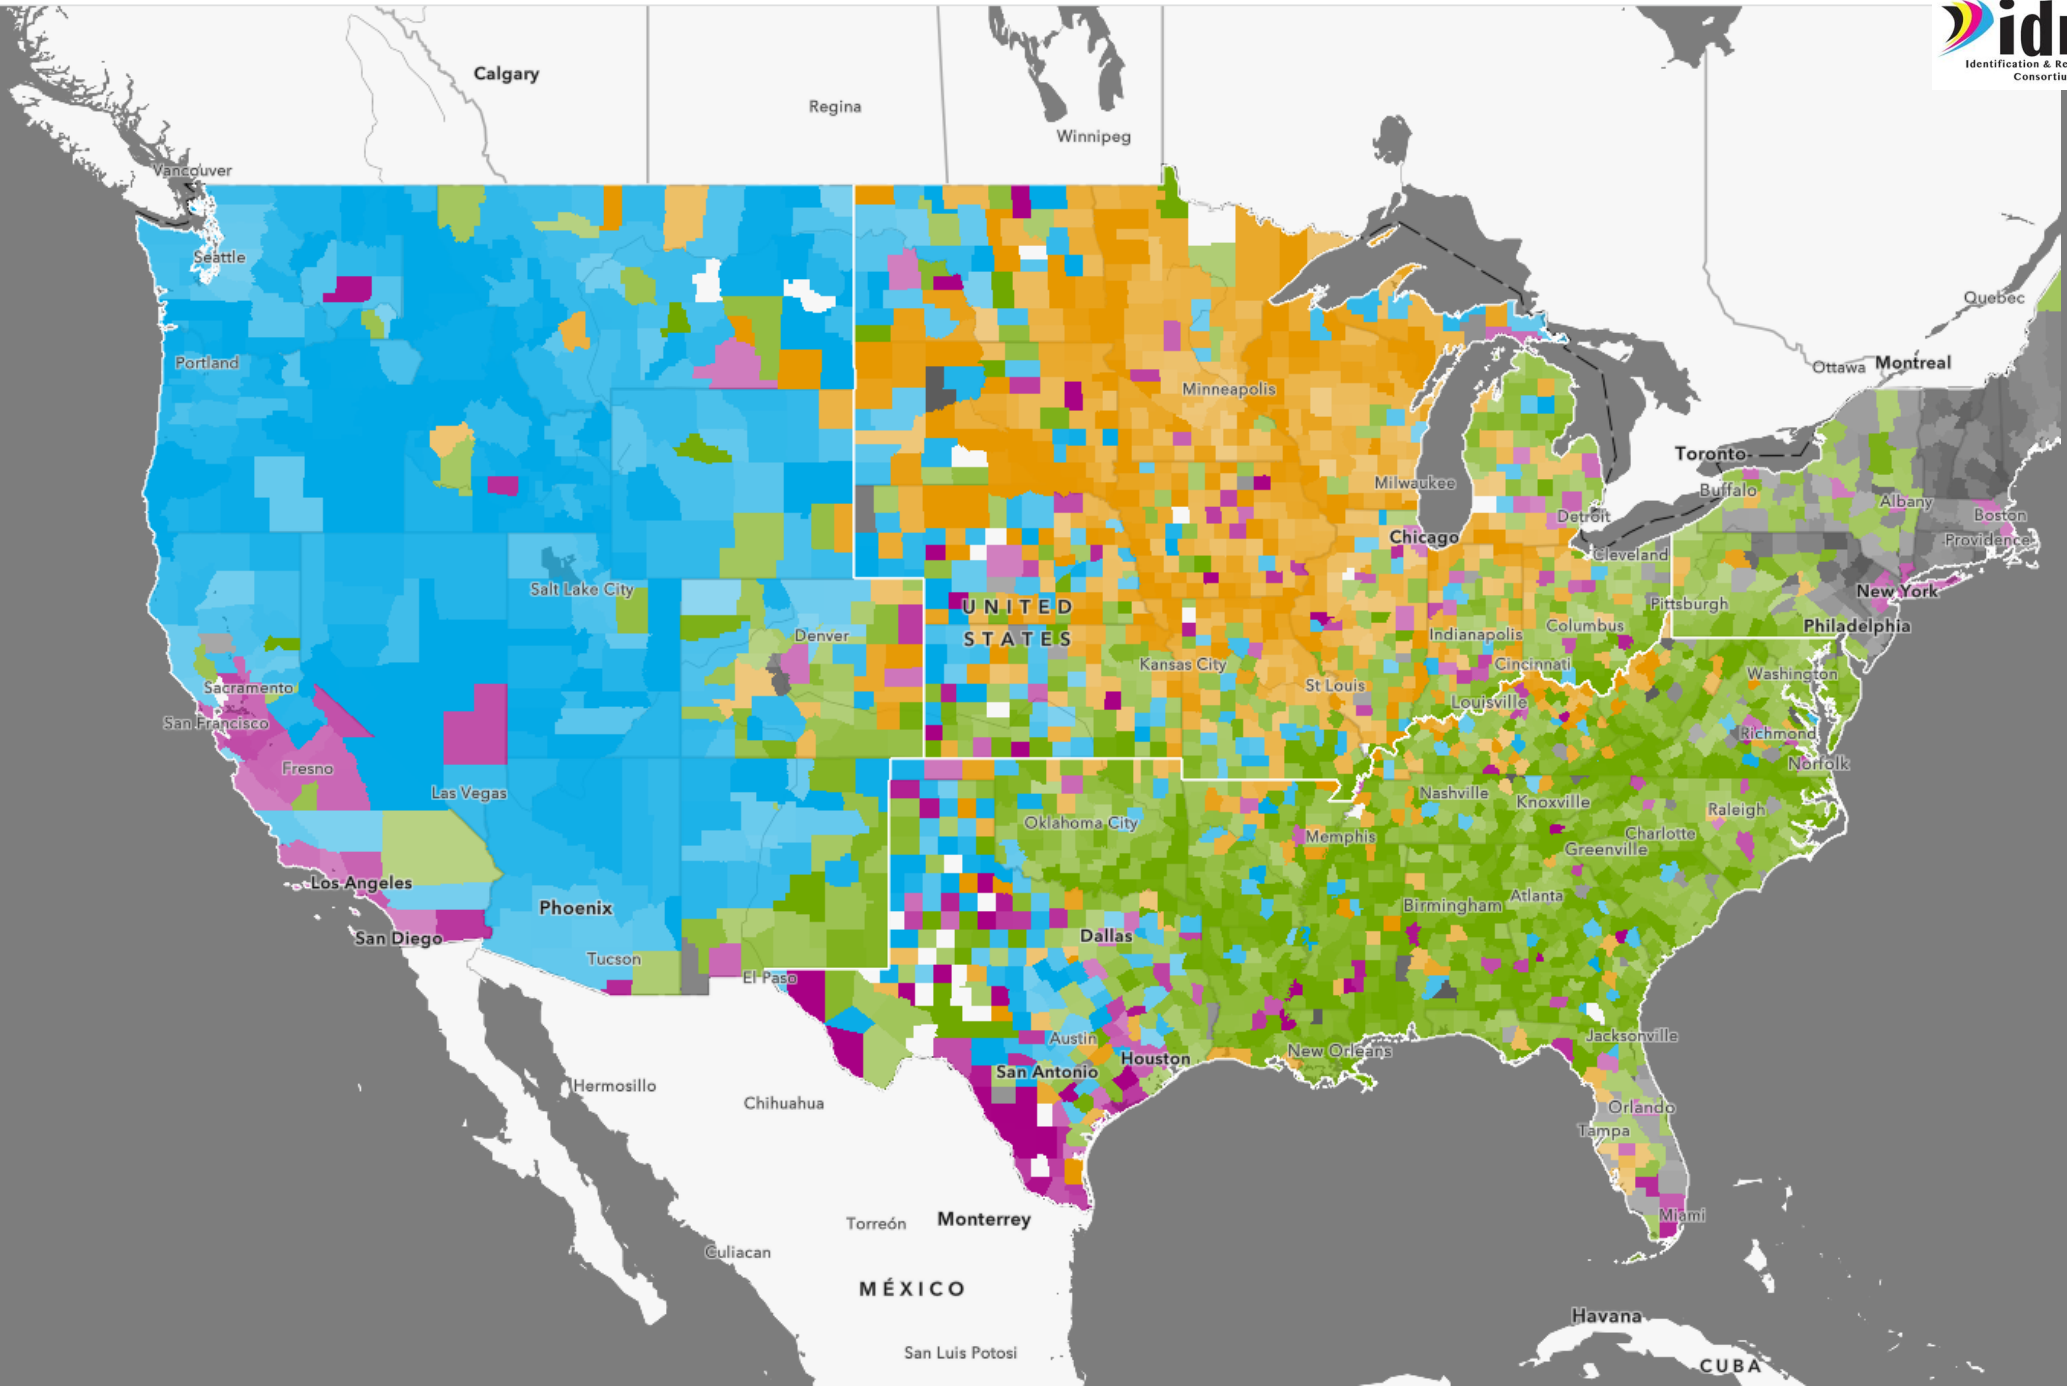 idr
Identification & Re
Consortiu
Calgary
Regina
Winnipeg
Vancouver
Seattle
Quebec
Portland
Ottawa
Montreal
Minneapolis
Toronto
Milwaukee
Buffalo
Albany
Detroit
Boston
Chicago
Providence
Cleveland
Salt Lake City
New York
UNITED
STATES
Pittsburgh
Denver
Indianapolis
Columbus
Philadelphia
Kansas City
Cincinnati
Washington
Sacramento
St Louis
San Francisco
Louisville
Richmond
Fresno
Norfolk
Las Vegas
Nashville
Knoxville
Raleigh
Oklahoma City
Memphis
Charlotte
Greenville
Los Angeles
Phoenix
Birmingham
Atlanta
San Diego
Dallas
Tucson
El Paso
Austin
Jacksonville
Houston
New Orleans
San Antonio
Hermosillo
Chihuahua
Orlando
Tampa
Torreón
Monterrey
Miami
Culiacan
MÉXICO
Havana
San Luis Potosi
CUBA